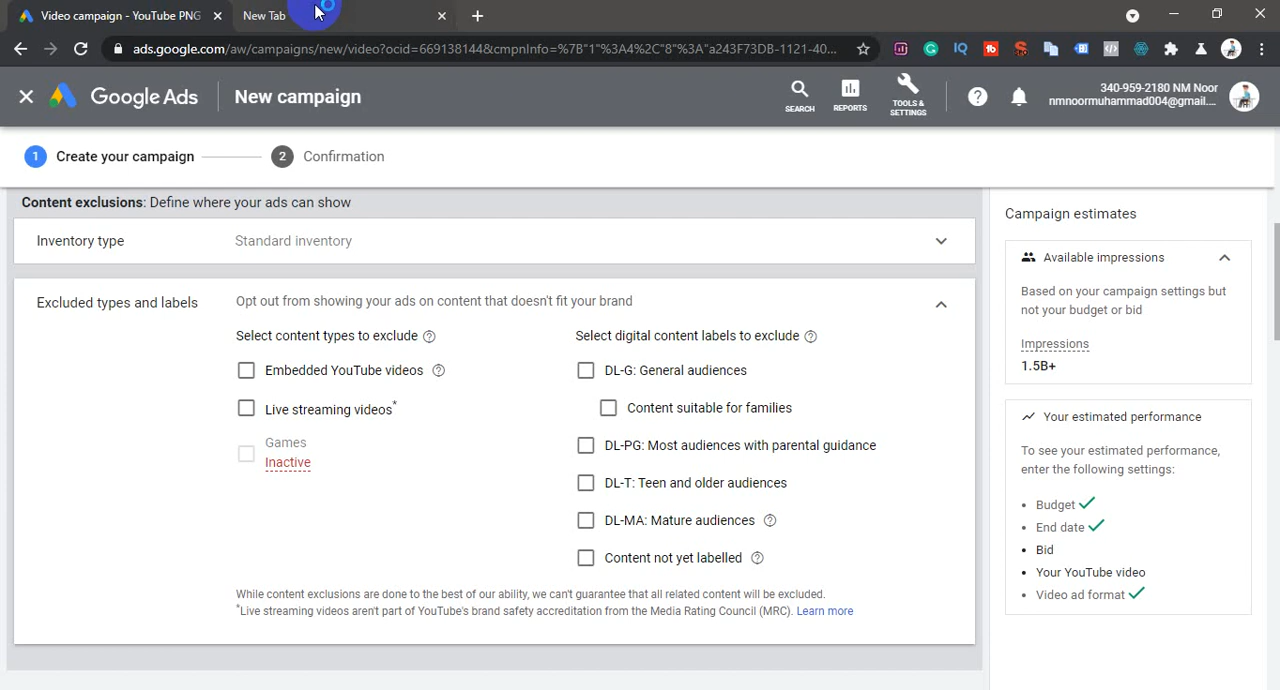 Video campaign - YouTube PNG
New Tab
ads.google.com/aw/campaigns/new/video?ocid=669138144&cmpnInfo=%7B"1"%3A4%2C"8"%3A"a243F73DB-1121-40...
Google Ads
New campaign
SEARCH
REPORTS
TOOLS &
SETTINGS
340-959-2180 NM Noor
nmnoormuhammad004@gmail....
1 Create your campaign
2 Confirmation
Content exclusions: Define where your ads can show
Inventory type
Standard inventory
Excluded types and labels
Opt out from showing your ads on content that doesn't fit your brand
Select content types to exclude
Embedded YouTube videos
Live streaming videos*
Games
Inactive
Select digital content labels to exclude
DL-G: General audiences
Content suitable for families
DL-PG: Most audiences with parental guidance
DL-T: Teen and older audiences
DL-MA: Mature audiences
Content not yet labelled
While content exclusions are done to the best of our ability, we can't guarantee that all related content will be excluded.
*Live streaming videos aren't part of YouTube's brand safety accreditation from the Media Rating Council (MRC). Learn more
Campaign estimates
Available impressions
Based on your campaign settings but
not your budget or bid
Impressions
1.5B+
Your estimated performance
To see your estimated performance,
enter the following settings:
• Budget
• End date
• Bid
• Your YouTube video
• Video ad format